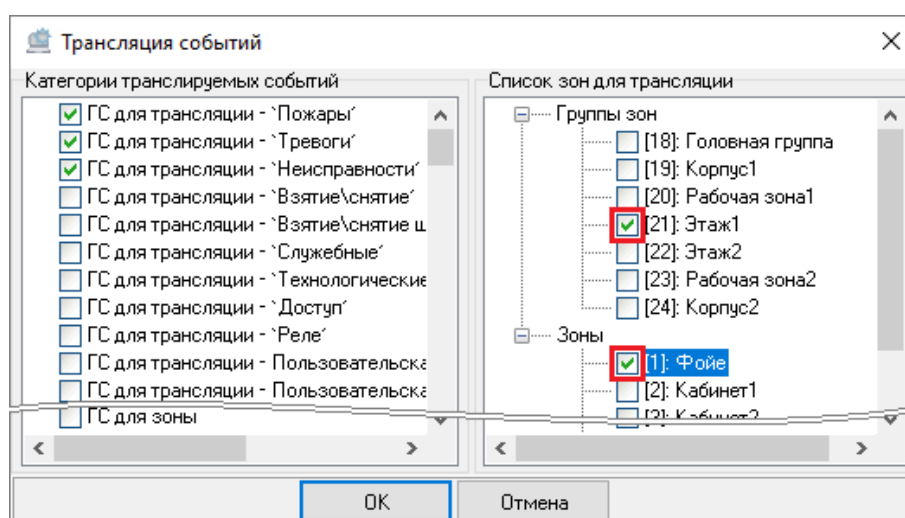 Трансляция событий
Категории транслируемых событий
ГС для трансляции - `Пожары´
ГС для трансляции - `Тревоги´
ГС для трансляции - `Неисправности´
ГС для трансляции - `Взятие\снятие´
ГС для трансляции - `Взятие\снятие ш
ГС для трансляции - `Служебные´
ГС для трансляции - `Технологические
ГС для трансляции - `Доступ´
ГС для трансляции - `Реле´
ГС для трансляции - Пользовательска
ГС для трансляции - Пользовательска
ГС для зоны
Список зон для трансляции
Группы зон
[18]: Головная группа
[19]: Корпус1
[20]: Рабочая зона1
[21]: Этаж1
[22]: Этаж2
[23]: Рабочая зона2
[24]: Корпус2
Зоны
[1]: Фойе
[2]: Кабинет1
[3]: Кабинет2
OK
Отмена